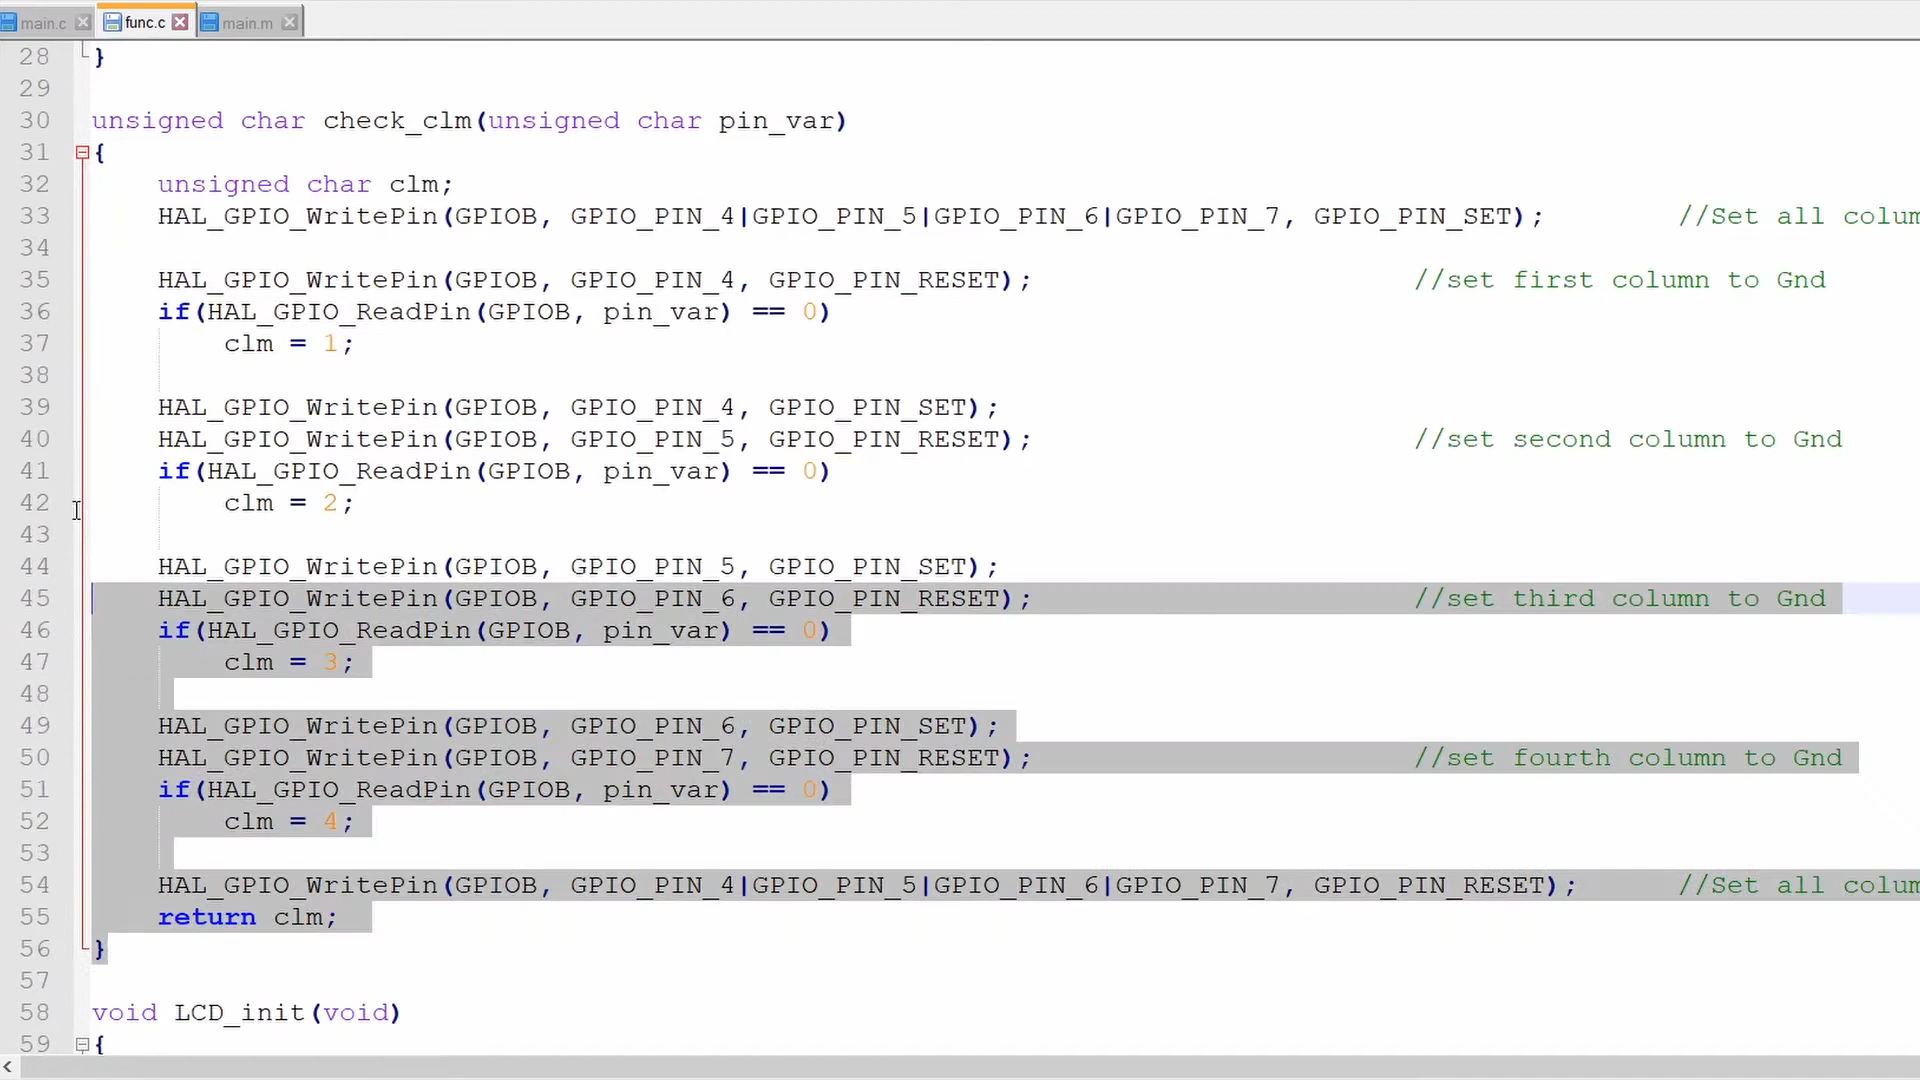 main.c func.c main.m
28 }
29
30 unsigned char check_clm(unsigned char pin_var)
31 {
32 unsigned char clm;
33 HAL_GPIO_WritePin(GPIOB, GPIO_PIN_4|GPIO_PIN_5|GPIO_PIN_6|GPIO_PIN_7, GPIO_PIN_SET); //Set all colum
34
35 HAL_GPIO_WritePin(GPIOB, GPIO_PIN_4, GPIO_PIN_RESET); //set first column to Gnd
36 if(HAL_GPIO_ReadPin(GPIOB, pin_var) == 0)
37 clm = 1;
38
39 HAL_GPIO_WritePin(GPIOB, GPIO_PIN_4, GPIO_PIN_SET);
40 HAL_GPIO_WritePin(GPIOB, GPIO_PIN_5, GPIO_PIN_RESET); //set second column to Gnd
41 if(HAL_GPIO_ReadPin(GPIOB, pin_var) == 0)
42 clm = 2;
43
44 HAL_GPIO_WritePin(GPIOB, GPIO_PIN_5, GPIO_PIN_SET);
45 HAL_GPIO_WritePin(GPIOB, GPIO_PIN_6, GPIO_PIN_RESET); //set third column to Gnd
46 if(HAL_GPIO_ReadPin(GPIOB, pin_var) == 0)
47 clm = 3;
48
49 HAL_GPIO_WritePin(GPIOB, GPIO_PIN_6, GPIO_PIN_SET);
50 HAL_GPIO_WritePin(GPIOB, GPIO_PIN_7, GPIO_PIN_RESET); //set fourth column to Gnd
51 if(HAL_GPIO_ReadPin(GPIOB, pin_var) == 0)
52 clm = 4;
53
54 HAL_GPIO_WritePin(GPIOB, GPIO_PIN_4|GPIO_PIN_5|GPIO_PIN_6|GPIO_PIN_7, GPIO_PIN_RESET); //Set all colum
55 return clm;
56 }
57
58 void LCD_init(void)
59 {